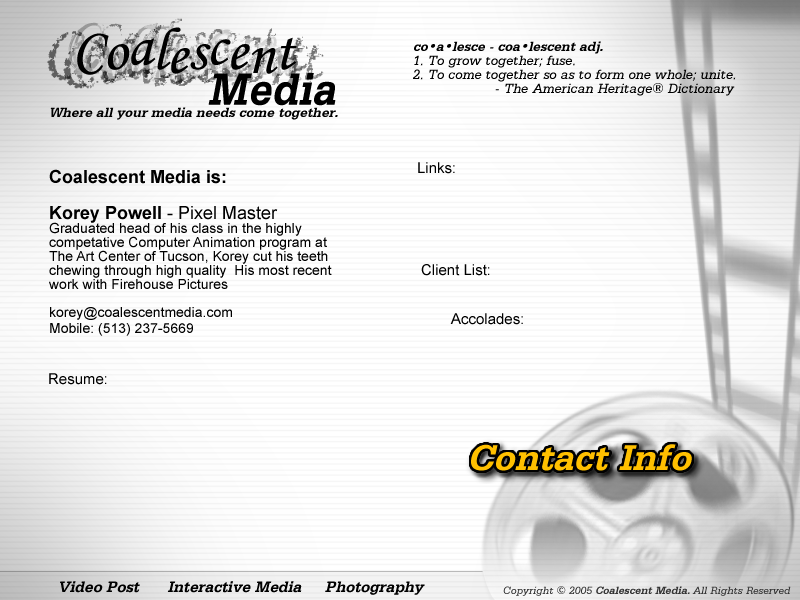 Coalescent
Media
Where all your media needs come together.
co•a•lesce - coa•lescent adj.
1. To grow together; fuse.
2. To come together so as to form one whole; unite.
- The American Heritage® Dictionary
Coalescent Media is:
Korey Powell - Pixel Master
Graduated head of his class in the highly
competative Computer Animation program at
The Art Center of Tucson, Korey cut his teeth
chewing through high quality  His most recent
work with Firehouse Pictures
korey@coalescentmedia.com
Mobile: (513) 237-5669
Resume:
Links:
Client List:
Accolades:
Contact Info
Video Post
Interactive Media
Photography
Copyright © 2005 Coalescent Media. All Rights Reserved